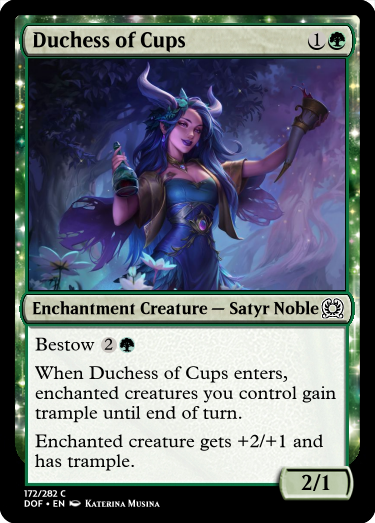 Duchess of Cups 1
Enchantment Creature — Satyr Noble
Bestow 2
When Duchess of Cups enters,
enchanted creatures you control gain
trample until end of turn.
Enchanted creature gets +2/+1 and
has trample.
2/1
172/282 C
DOF • EN Katerina Musina